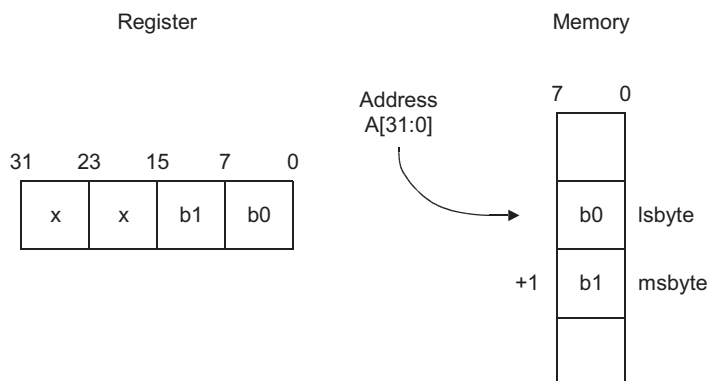 Register
Memory
7 0
Address
A[31:0]
31 23 15 7 0
x x b1 b0
b0 lsbyte
+1 b1 msbyte